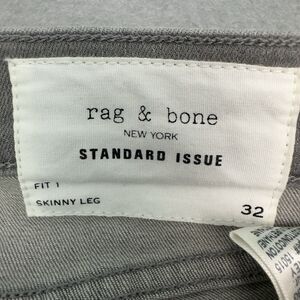 rag & bone
NEW YORK
STANDARD ISSUE
FIT 1
SKINNY LEG
32